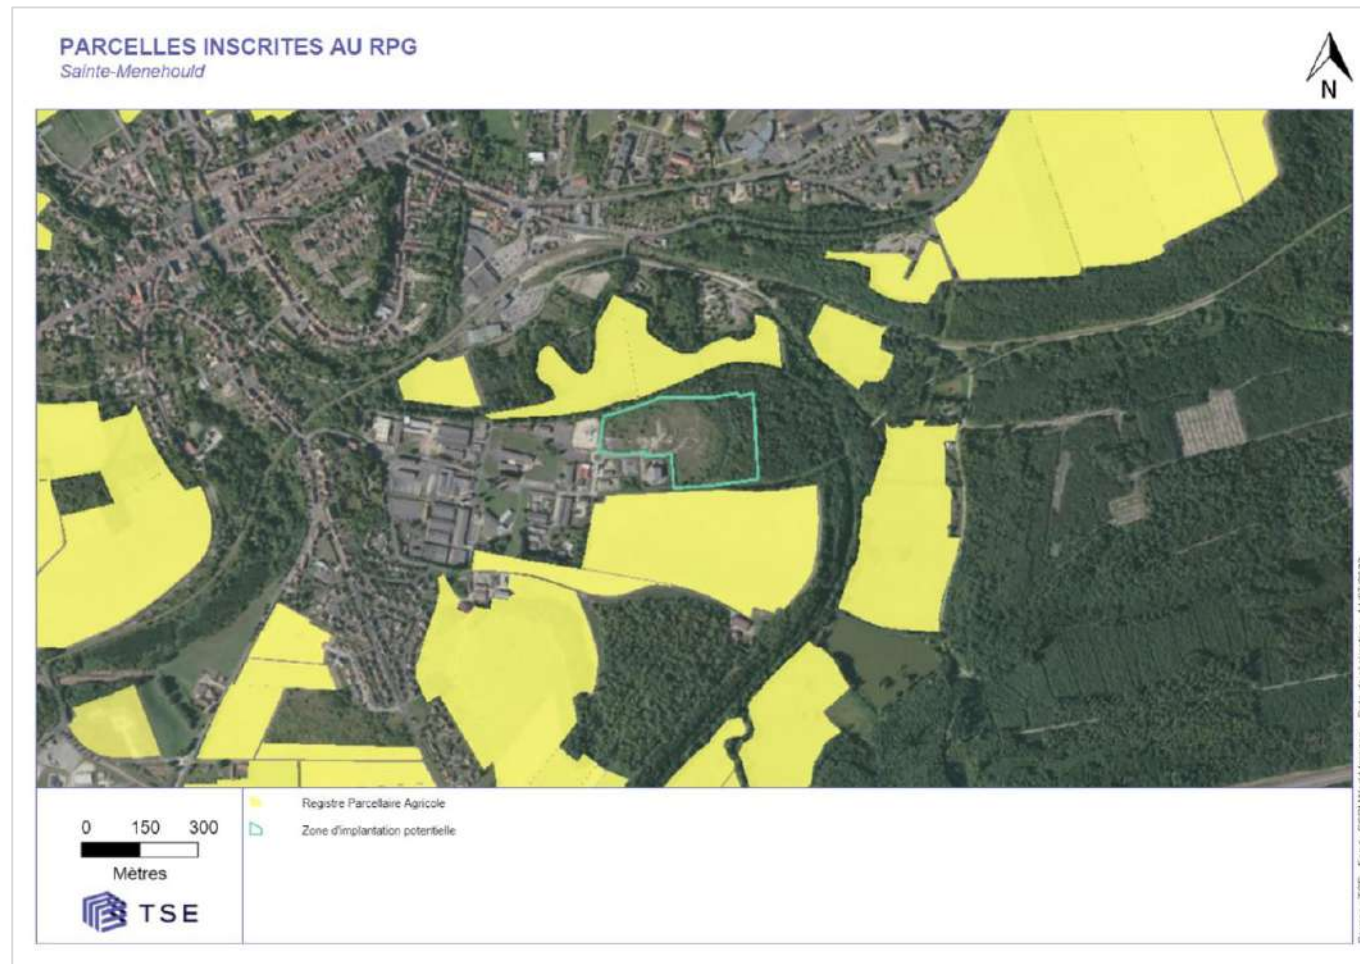 PARCELLES INSCRITES AU RPG
Sainte-Menehould
N
Registre Parcellaire Agricole
0 150 300
Zone d'implantation potentielle
Mètres
TSE